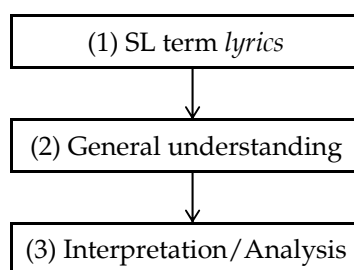 (1) SL term lyrics
(2) General understanding
(3) Interpretation/Analysis